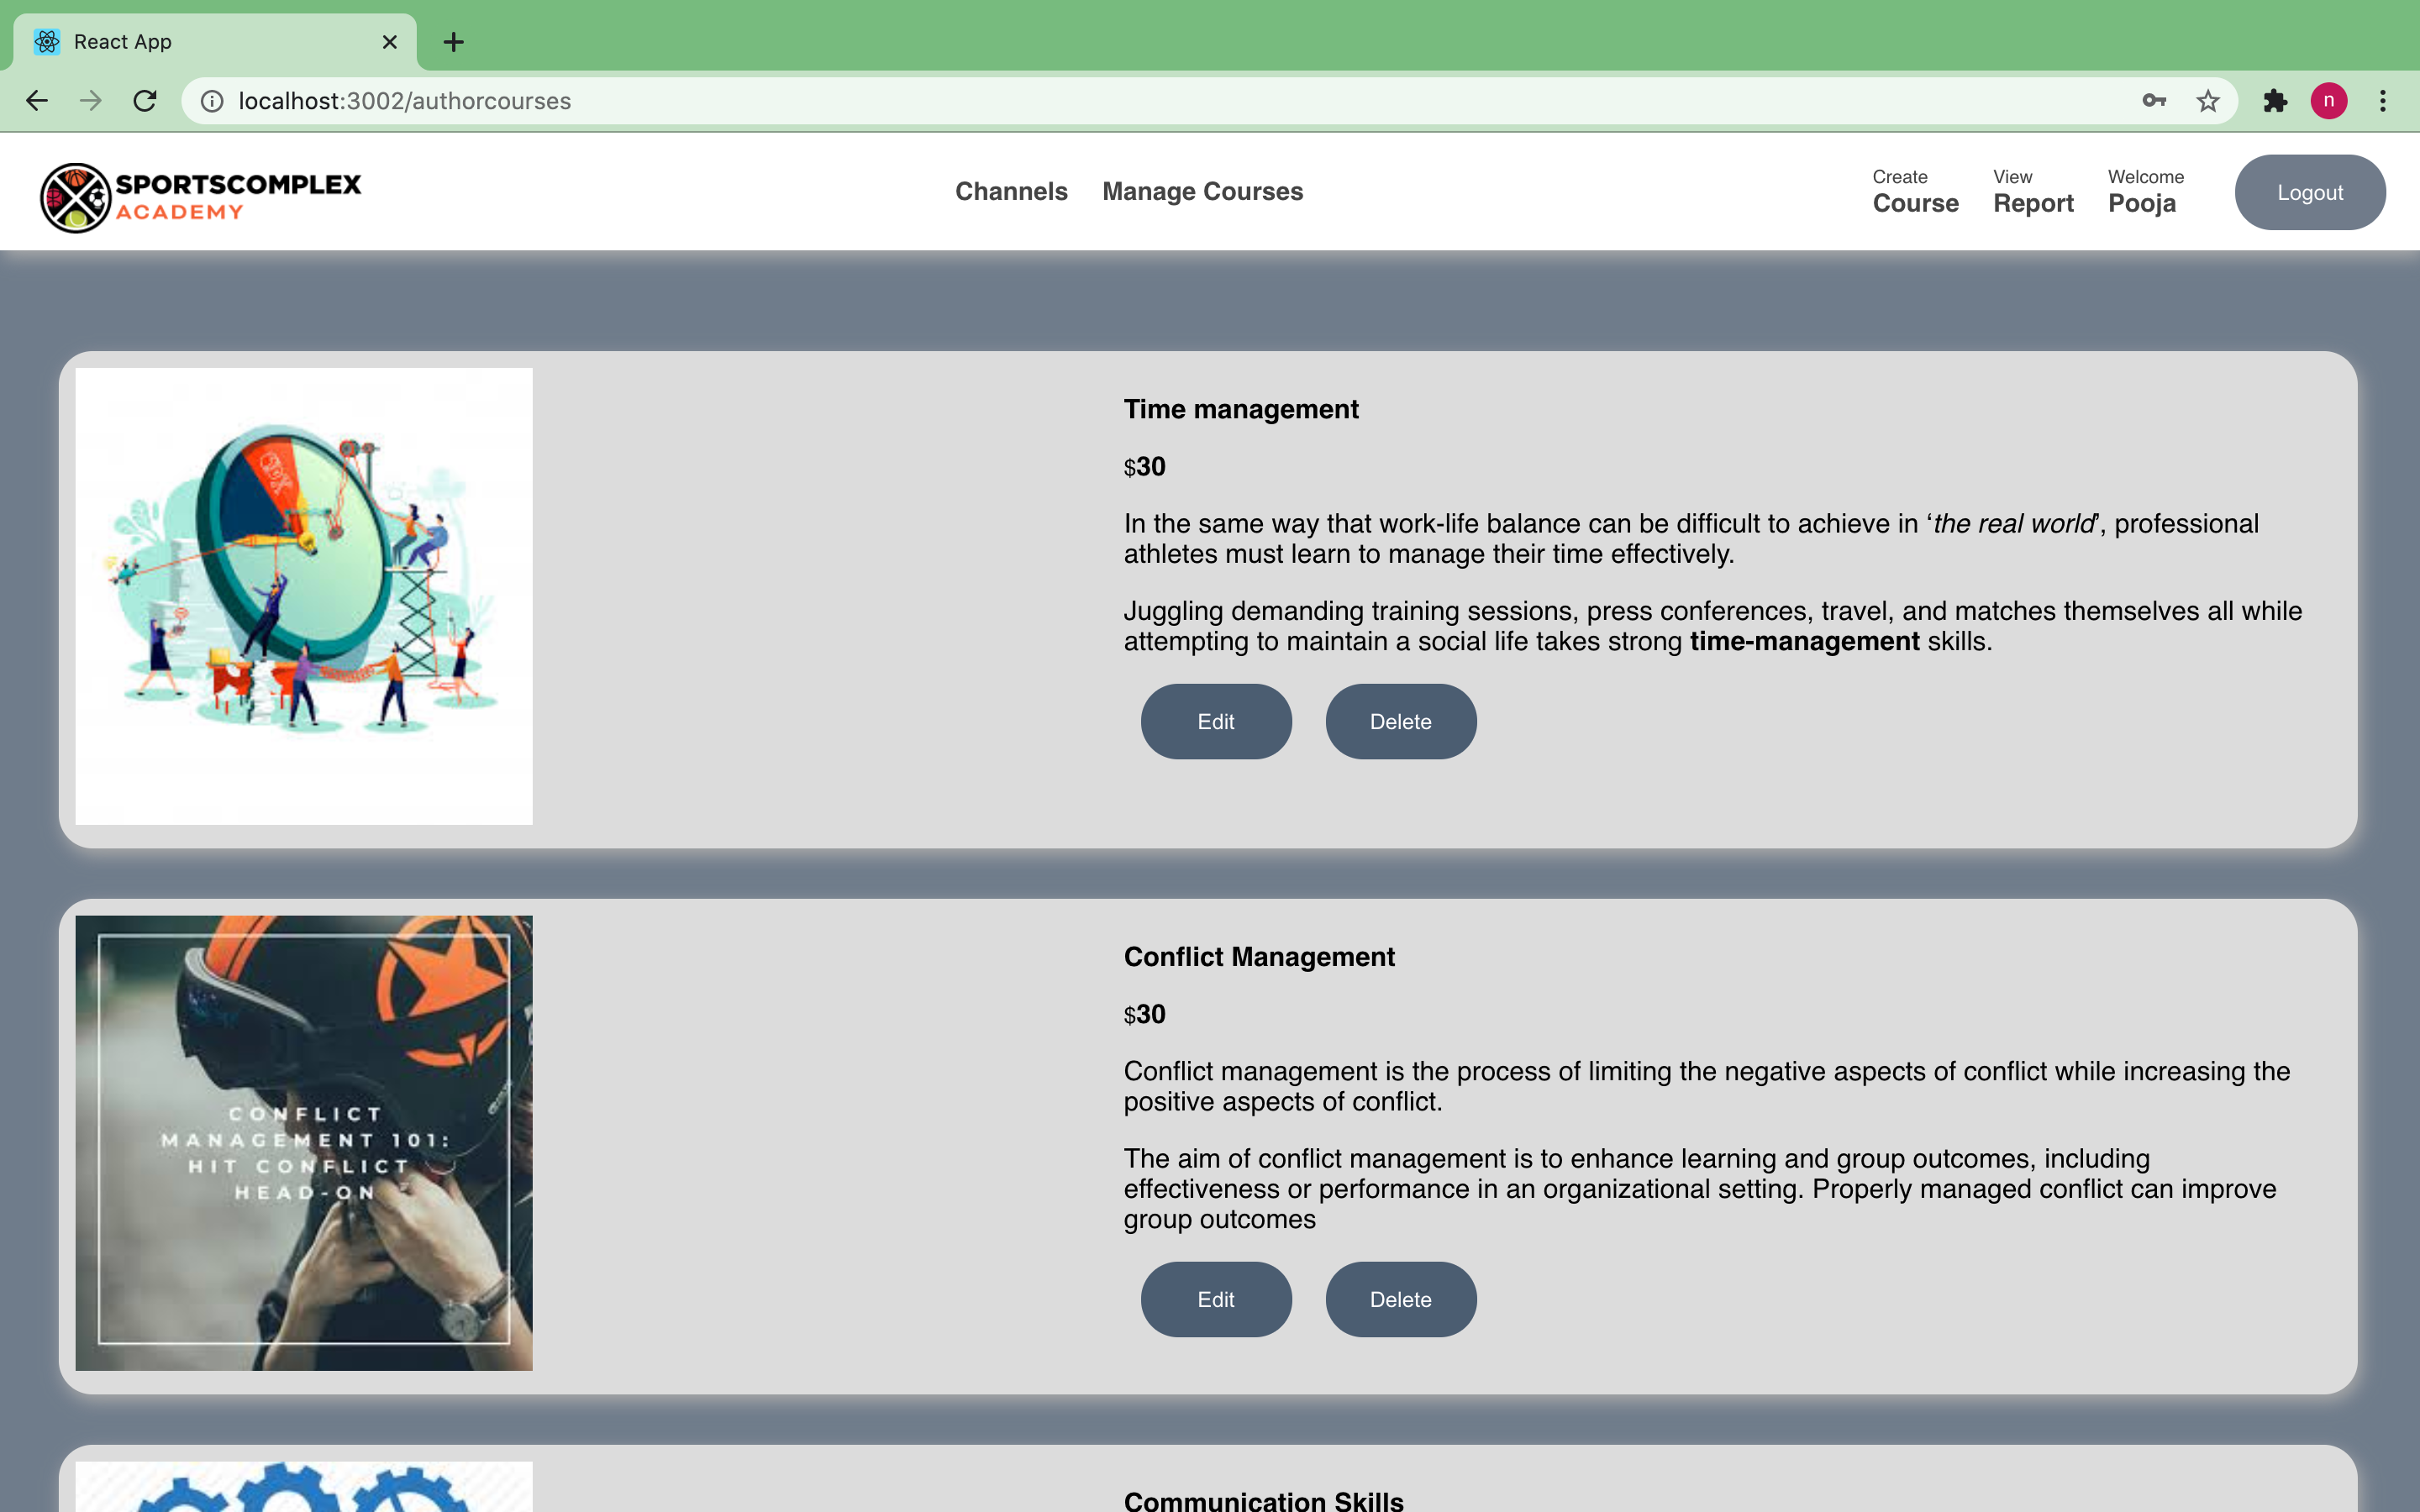 React App
localhost:3002/authorcourses
n
SPORTSCOMPLEX
ACADEMY
Channels Manage Courses
Create
Course
View
Report
Welcome
Pooja
Logout
Time management
$30
In the same way that work-life balance can be difficult to achieve in ‘the real world’, professional
athletes must learn to manage their time effectively.
Juggling demanding training sessions, press conferences, travel, and matches themselves all while
attempting to maintain a social life takes strong time-management skills.
Edit Delete
CONFLICT
MANAGEMENT 101:
HIT CONFLICT
HEAD-ON
Conflict Management
$30
Conflict management is the process of limiting the negative aspects of conflict while increasing the
positive aspects of conflict.
The aim of conflict management is to enhance learning and group outcomes, including
effectiveness or performance in an organizational setting. Properly managed conflict can improve
group outcomes
Edit Delete
Communication Skills